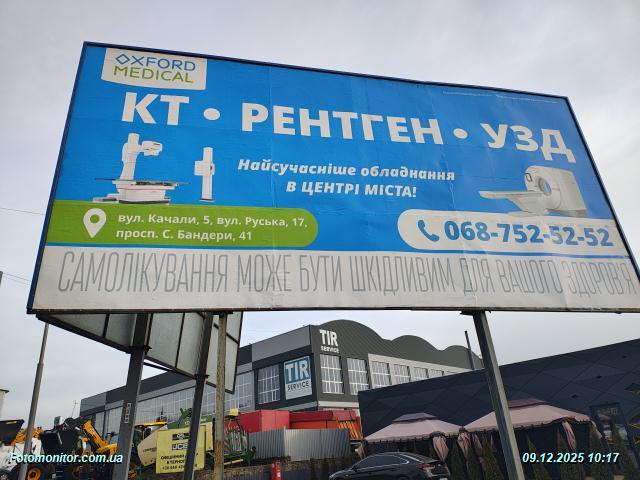 OXFORD
MEDICAL
КТ • РЕНТГЕН • УЗД
Найсучасніше обладнання
В ЦЕНТРІ МІСТА!
вул. Качали, 5, вул. Руська, 17,
просп. С. Бандери, 41
068-752-52-52
САМОЛІКУВАННЯ МОЖЕ БУТИ ШКІДЛИВИМ ДЛЯ ВАШОГО ЗДОРОВ'Я
TIR
SERVICE
TIR
SERVICE
JCB
Fotomonitor.com.ua
09.12.2025 10:17